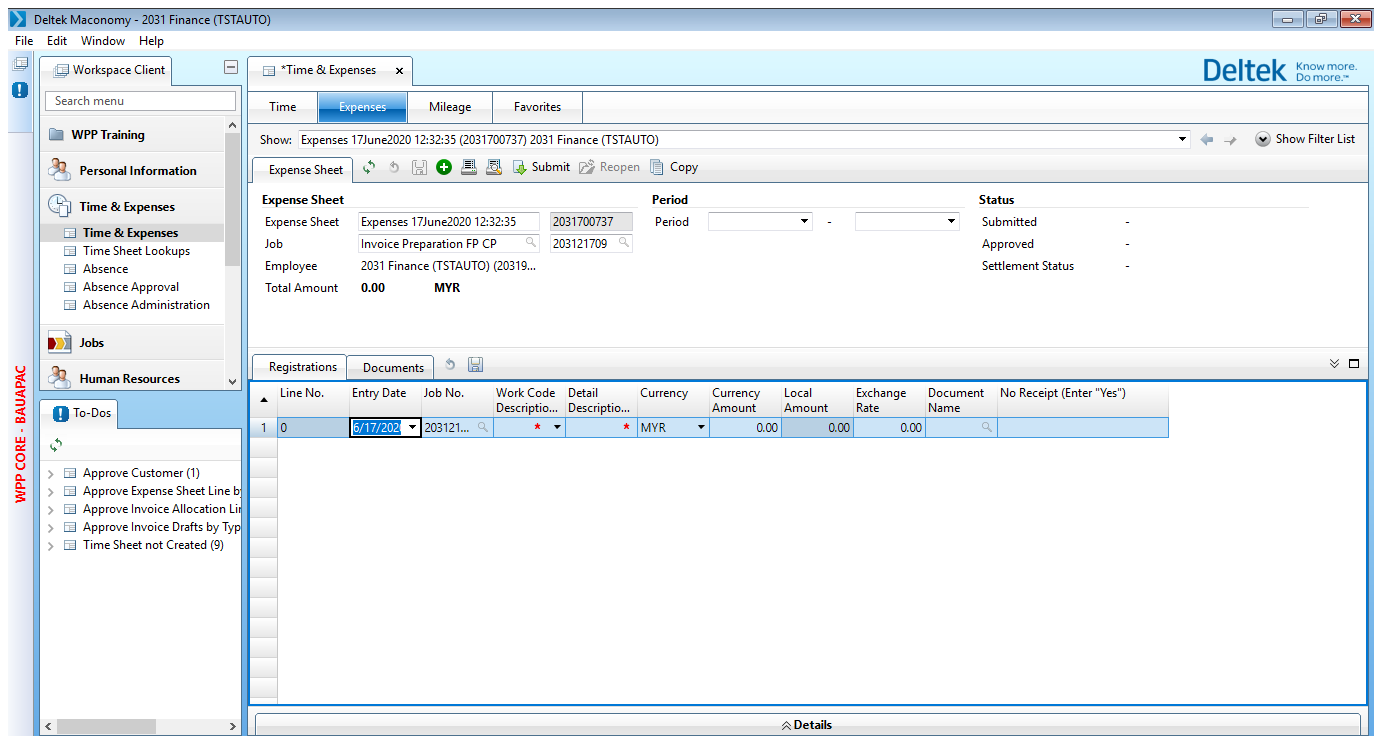 Deltek Maconomy - 2031 Finance (TSTAUTO)
File Edit Window Help
Workspace Client
*Time & Expenses
Deltek Know more. Do more.™
Search menu
WPP Training
Personal Information
Time & Expenses
Time & Expenses
Time Sheet Lookups
Absence
Absence Approval
Absence Administration
Jobs
Human Resources
To-Dos
Approve Customer (1)
Approve Expense Sheet Line by
Approve Invoice Allocation Lin
Approve Invoice Drafts by Typ
Time Sheet not Created (9)
WPP CORE - BAUAPAC
Time Expenses Mileage Favorites
Show: Expenses 17June2020 12:32:35 (2031700737) 2031 Finance (TSTAUTO) Show Filter List
Expense Sheet Submit Reopen Copy
Expense Sheet Period Status
Expense Sheet Expenses 17June2020 12:32:35 2031700737 Period - Submitted -
Job Invoice Preparation FP CP 203121709 Approved -
Employee 2031 Finance (TSTAUTO) (20319... Settlement Status -
Total Amount 0.00 MYR
Registrations Documents
Line No. Entry Date Job No. Work Code Detail Currency Currency Local Exchange Document No Receipt (Enter "Yes")
Descriptio... Descriptio... Amount Amount Rate Name
1 0 6/17/202 203121... * * MYR 0.00 0.00 0.00
Details